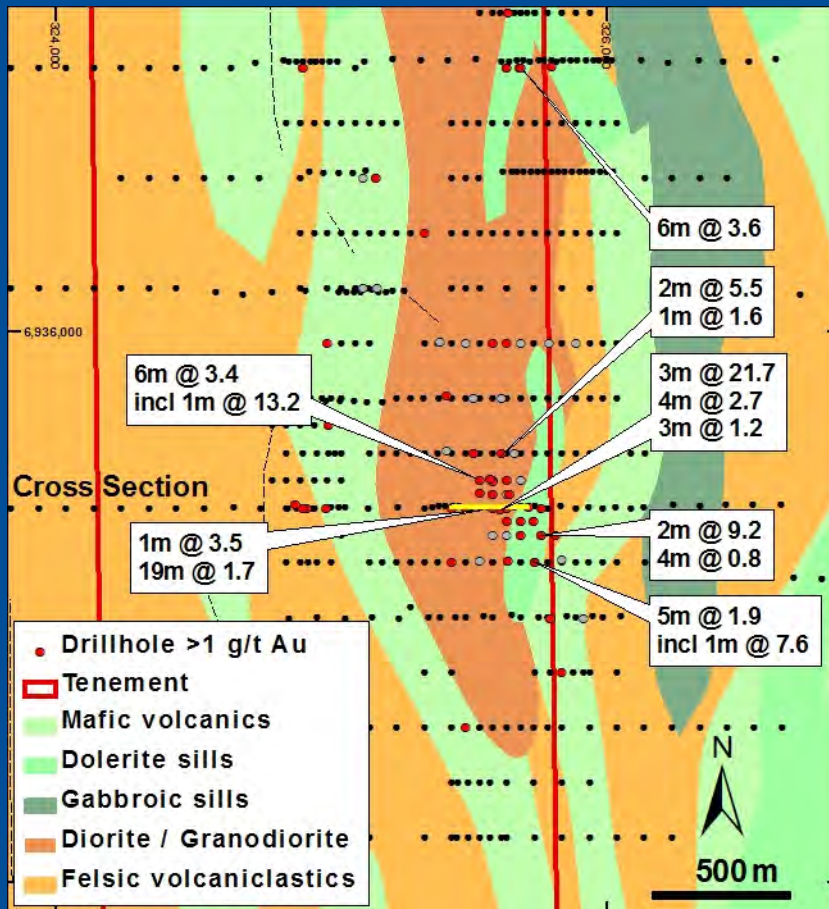 324,000
326,000
6m @ 3.6
2m @ 5.5
1m @ 1.6
6,936,000
6m @ 3.4
incl 1m @ 13.2
3m @ 21.7
4m @ 2.7
3m @ 1.2
Cross Section
1m @ 3.5
19m @ 1.7
2m @ 9.2
4m @ 0.8
5m @ 1.9
incl 1m @ 7.6
Drillhole >1 g/t Au
Tenement
Mafic volcanics
Dolerite sills
Gabbroic sills
Diorite / Granodiorite
Felsic volcaniclastics
N
500 m